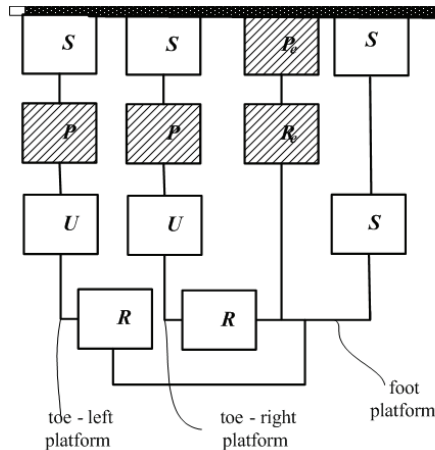 S S Pe S
P P Re
U U S
R R
foot
platform
toe - left
platform
toe - right
platform